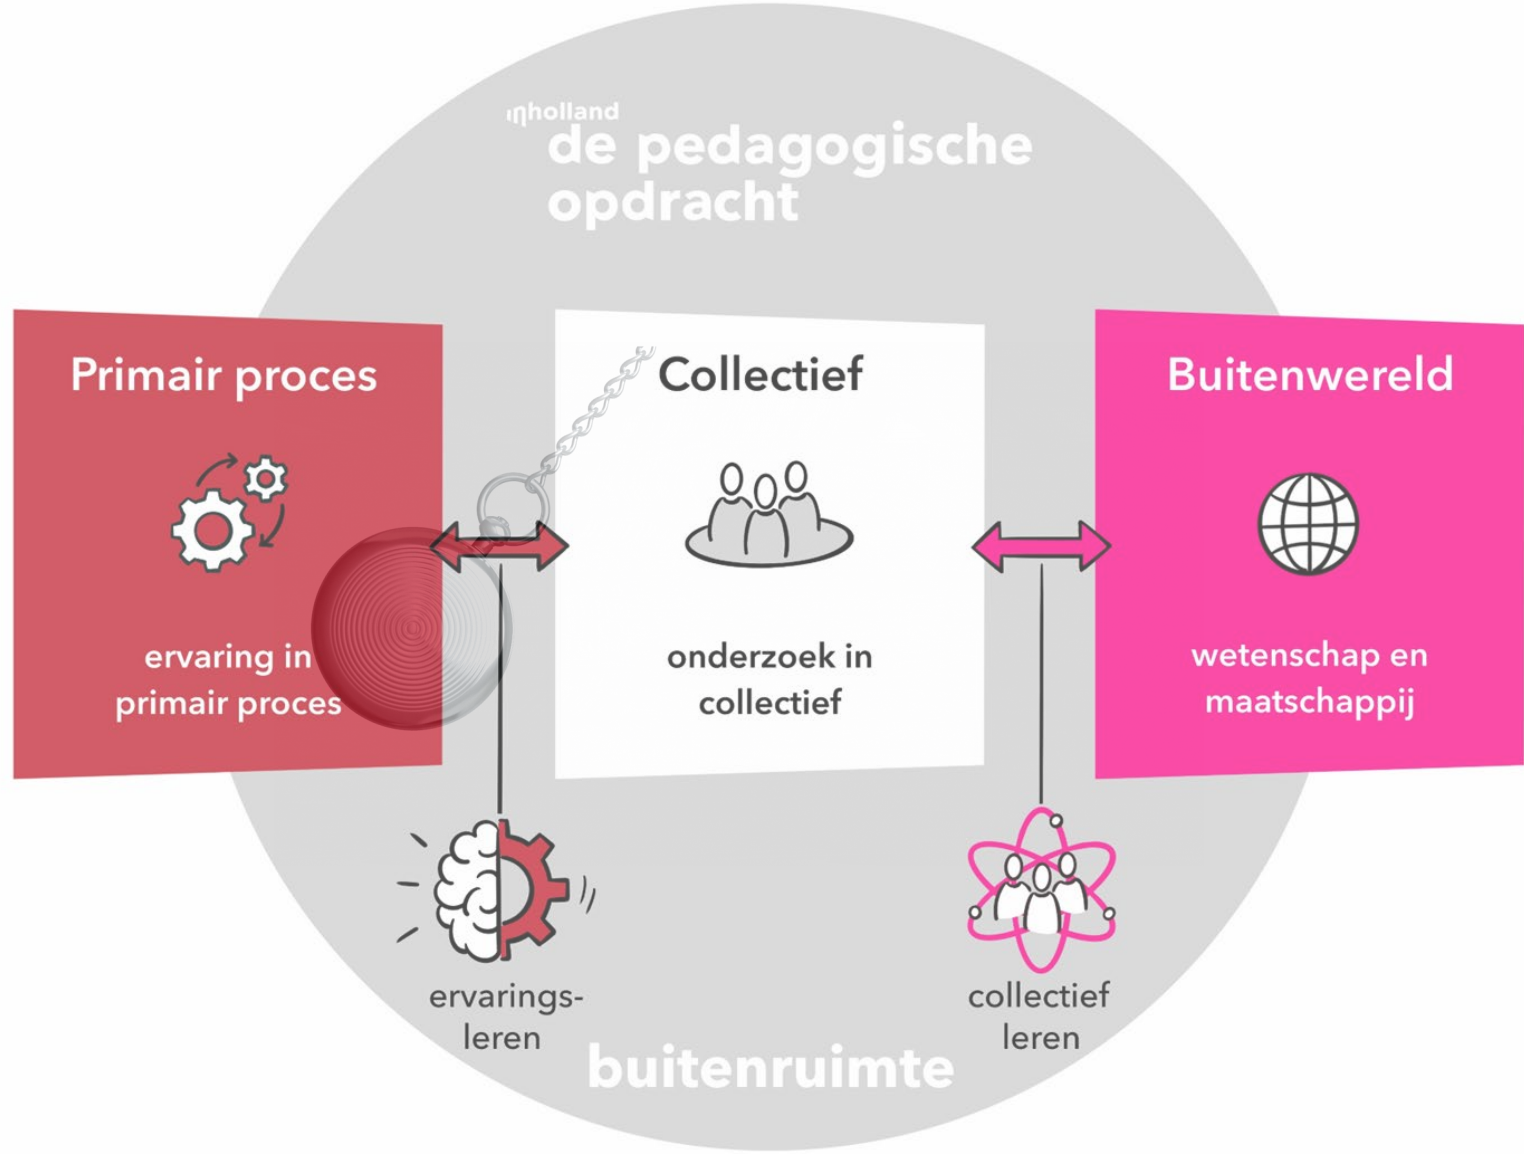 inholland
de pedagogische
opdracht
Primair proces
ervaring in
primair proces
Collectief
onderzoek in
collectief
Buitenwereld
wetenschap en
maatschappij
ervarings-
leren
collectief
leren
buitenruimte